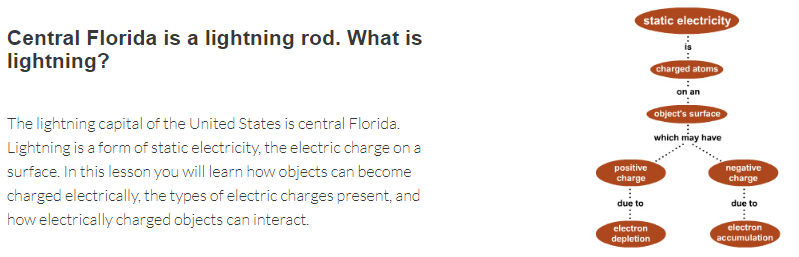 Central Florida is a lightning rod. What is
lightning?
The lightning capital of the United States is central Florida.
Lightning is a form of static electricity, the electric charge on a
surface. In this lesson you will learn how objects can become
charged electrically, the types of electric charges present, and
how electrically charged objects can interact.
static electricity
is
charged atoms
on an
object's surface
which may have
positive
charge
due to
electron
depletion
negative
charge
due to
electron
accumulation